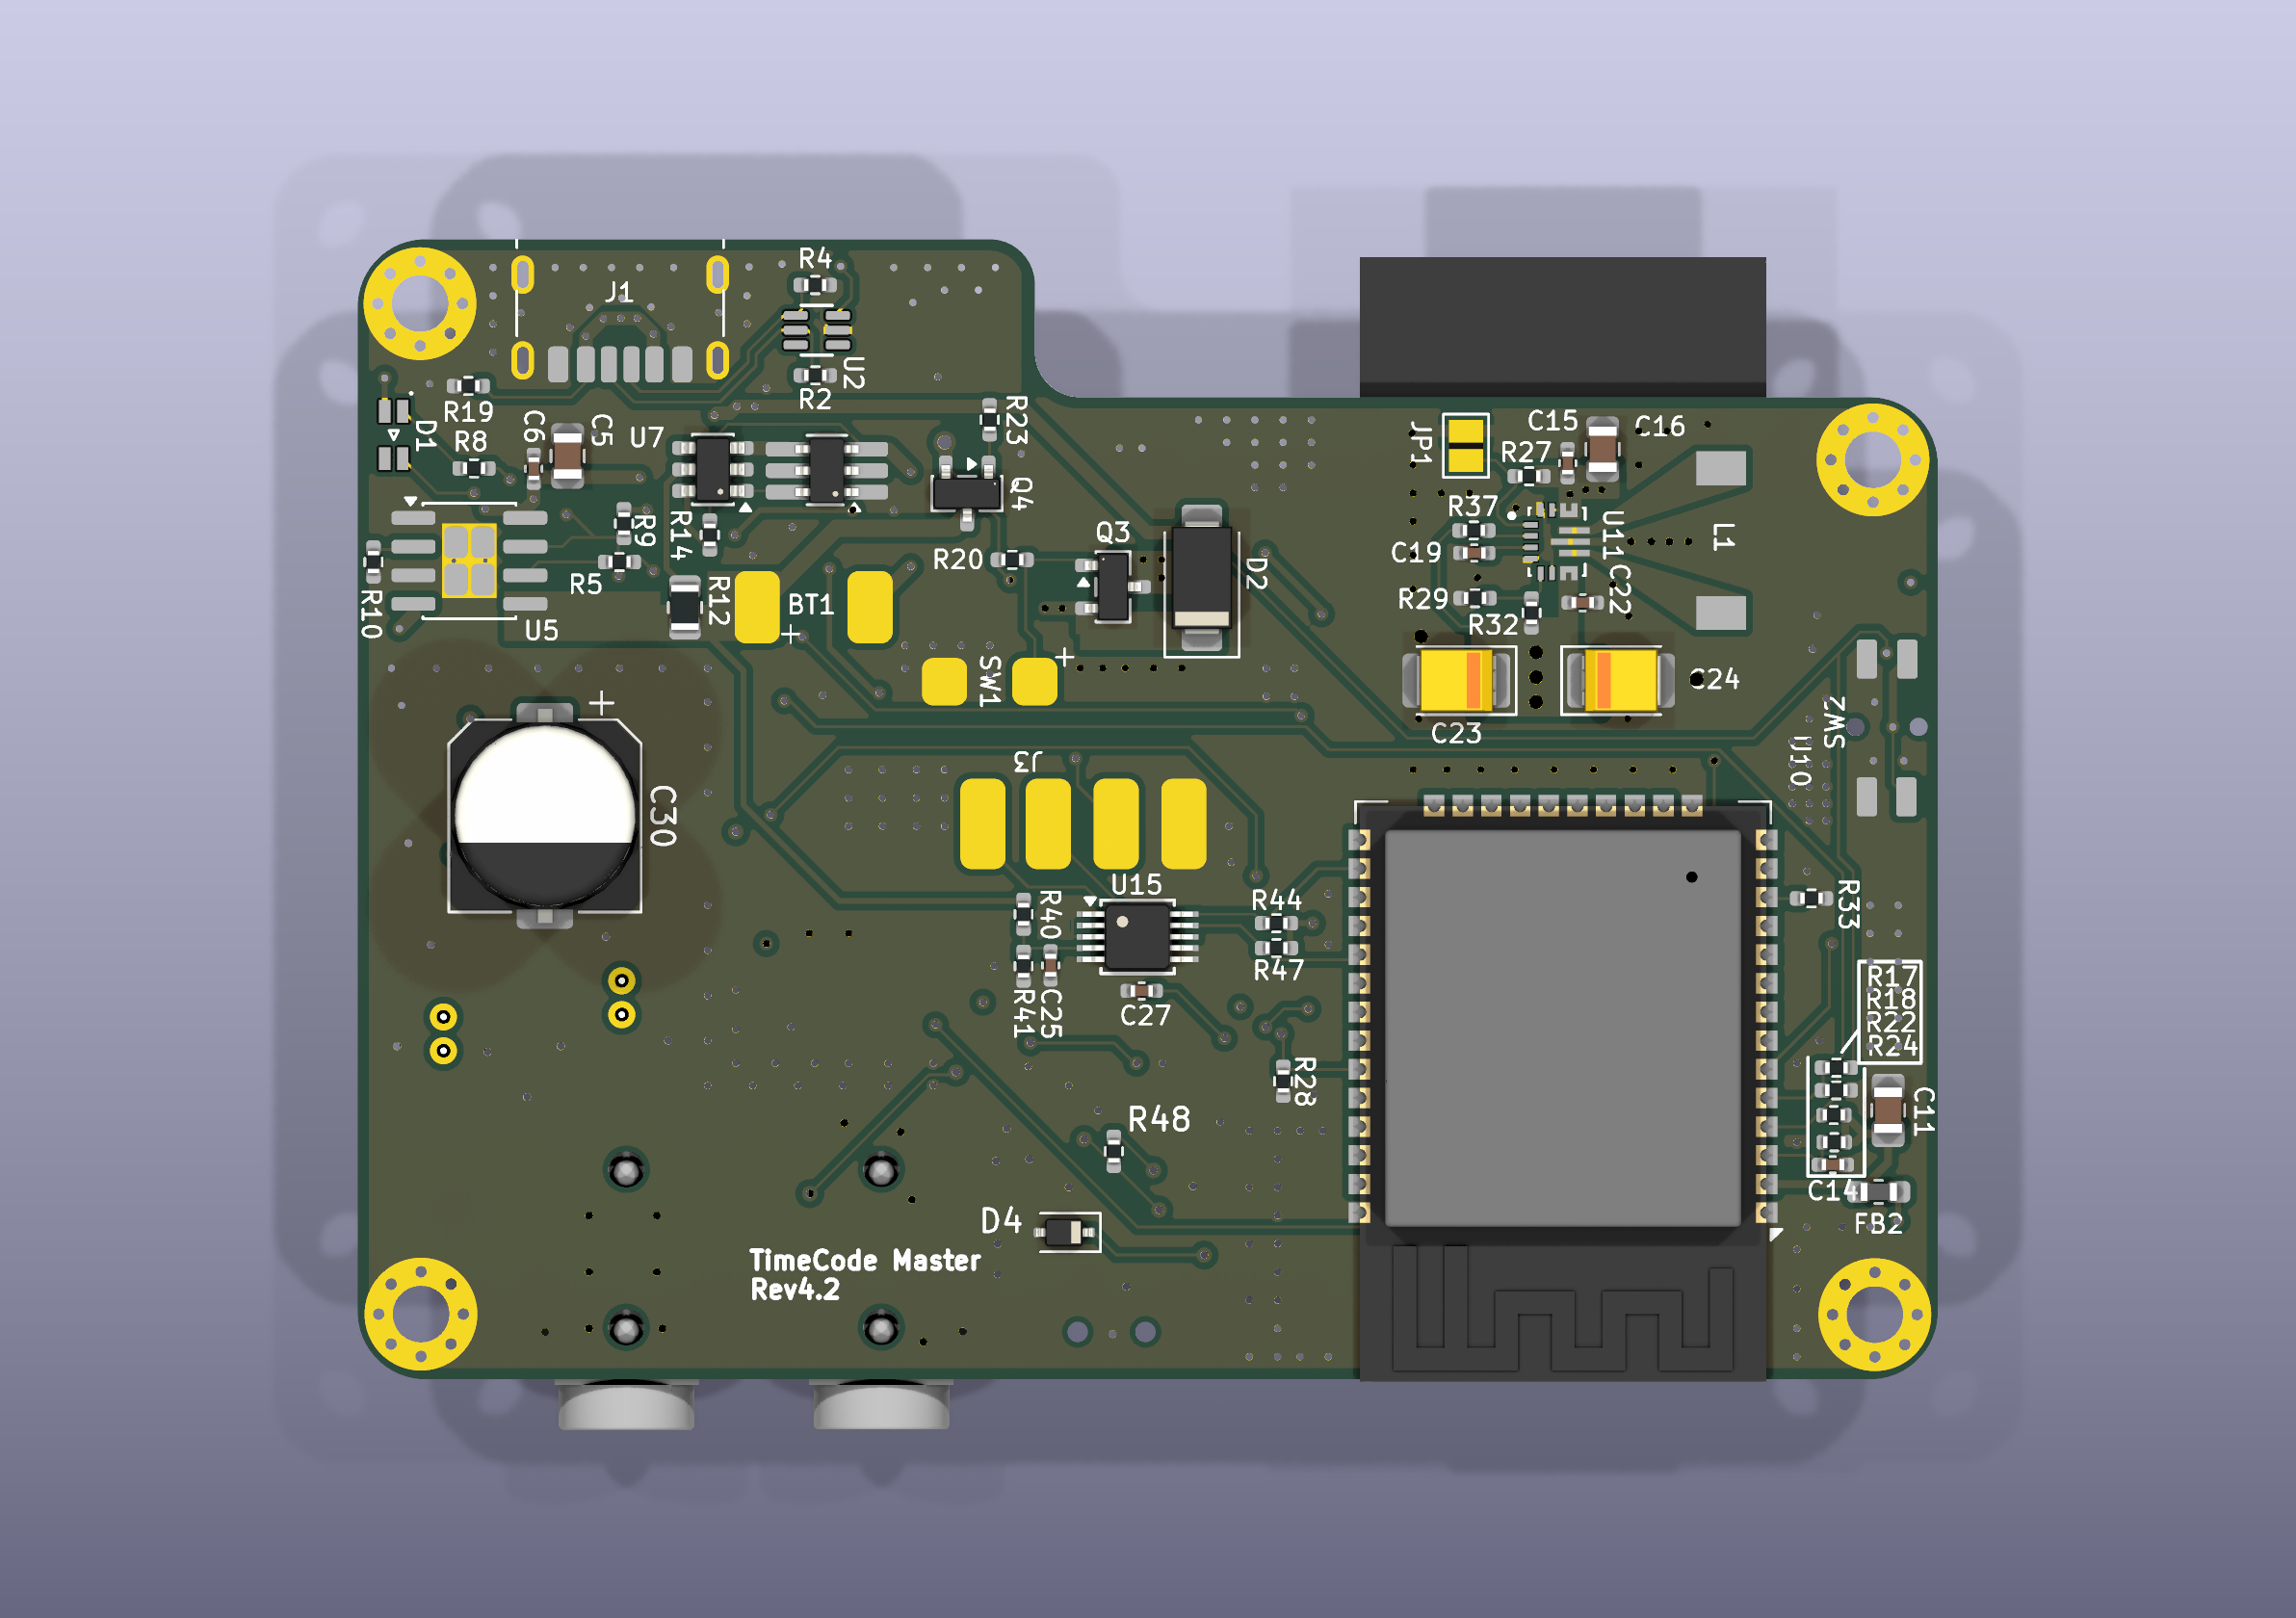 R4
J1
U2
R2
R19
D1
R8
C6
C5
U7
R23
Q4
JP1
R27
C15
C16
R37
U11
L1
C19
C22
R29
R32
Q3
D2
R20
R9
R14
R5
R12
BT1
+
R10
U5
SW1
+
C24
C23
+
SW2
U10
J3
C30
U15
R40
R44
R47
R33
R41
C25
C27
R17
R18
R22
R24
R28
R48
C11
C14
FB2
D4
TimeCode Master
Rev4.2